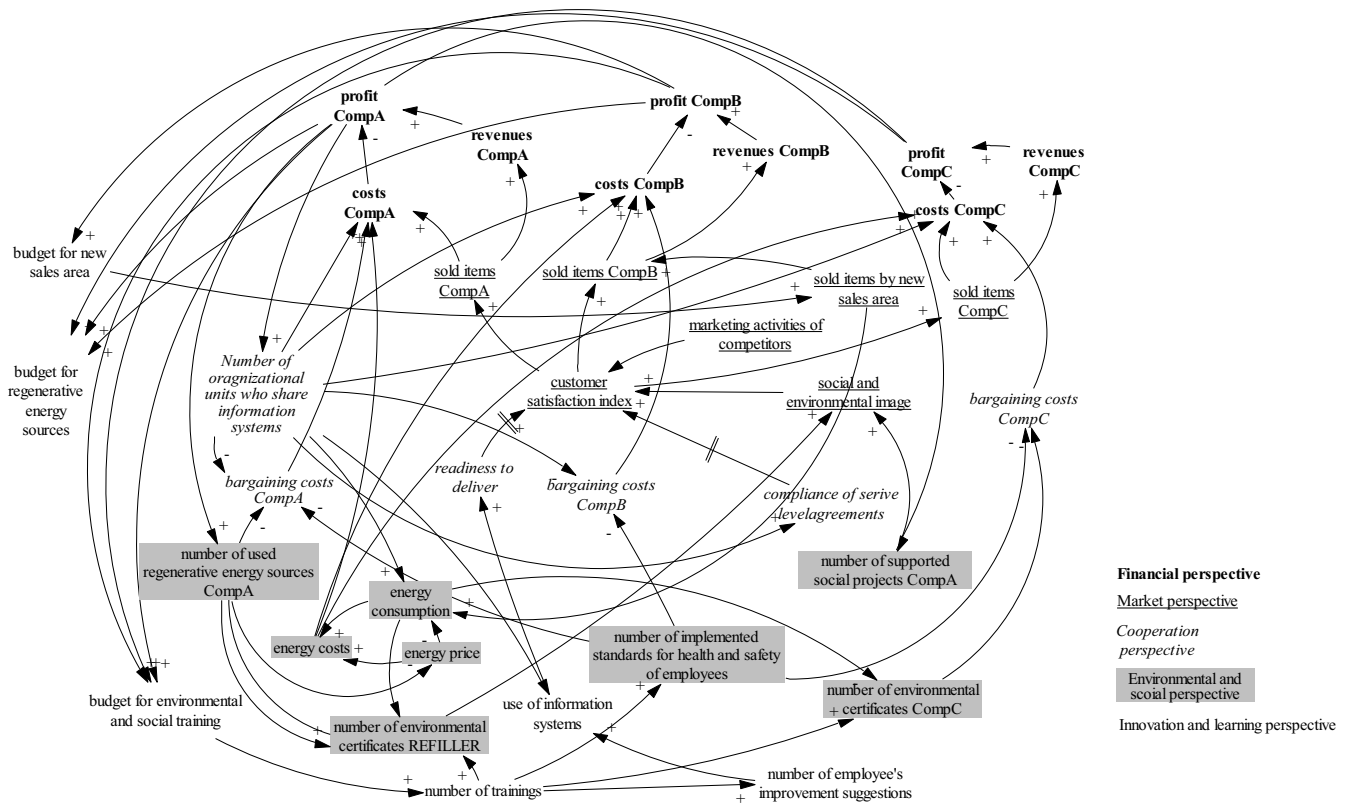 profit
CompA
profit CompB
revenues
CompA
revenues CompB
profit
CompC
revenues
CompC
costs
CompA
costs CompB
costs CompC
budget for new
sales area
sold items
CompA
sold items CompB
sold items by new
sales area
sold items
CompC
marketing activities of
competitors
budget for
regenerative
energy
sources
Number of
oragnizational
units who share
information
systems
customer
satisfaction index
social and
environmental image
bargaining costs
CompC
readiness to
deliver
bargaining costs
CompA
bargaining costs
CompB
compliance of serive
levelagreements
number of used
regenerative energy sources
CompA
number of supported
social projects CompA
energy
consumption
energy costs
energy price
number of implemented
standards for health and safety
of employees
budget for environmental
and social training
use of information
systems
number of environmental
certificates CompC
number of environmental
certificates REFILLER
number of trainings
number of employee's
improvement suggestions
Financial perspective
Market perspective
Cooperation
perspective
Environmental and
scoial perspective
Innovation and learning perspective